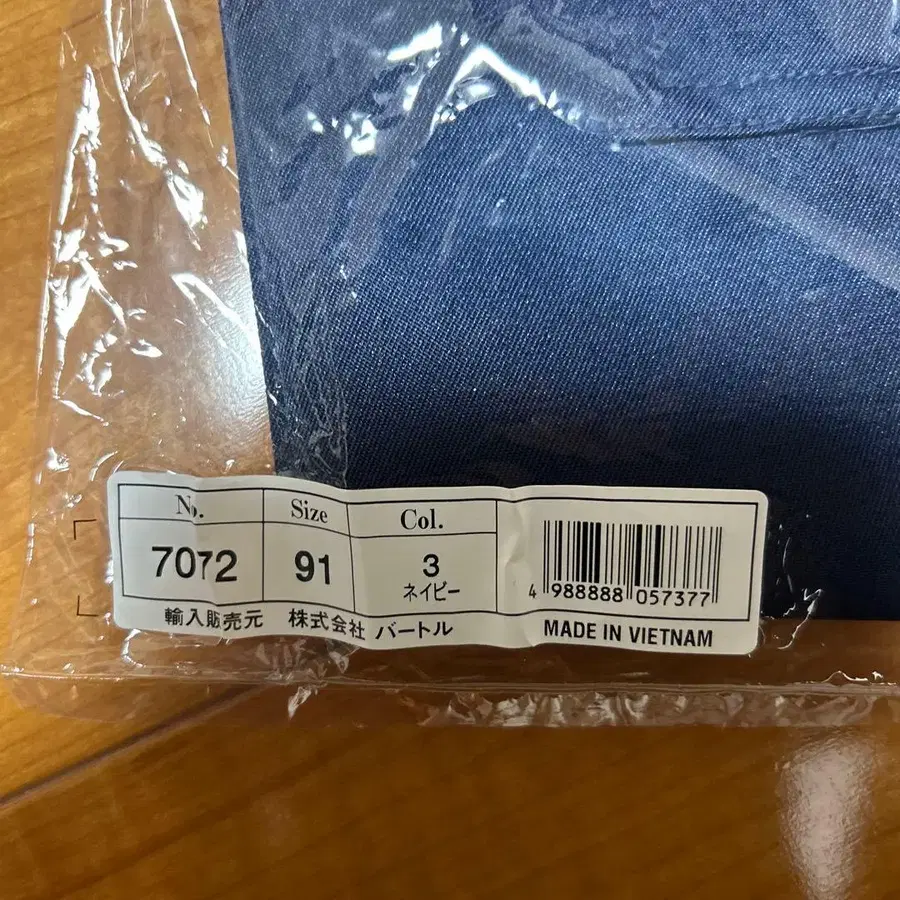 No. Size Col.
7072 91 3
ネイビー
4 988888 057377
輸入販売元 株式会社 バートル MADE IN VIETNAM